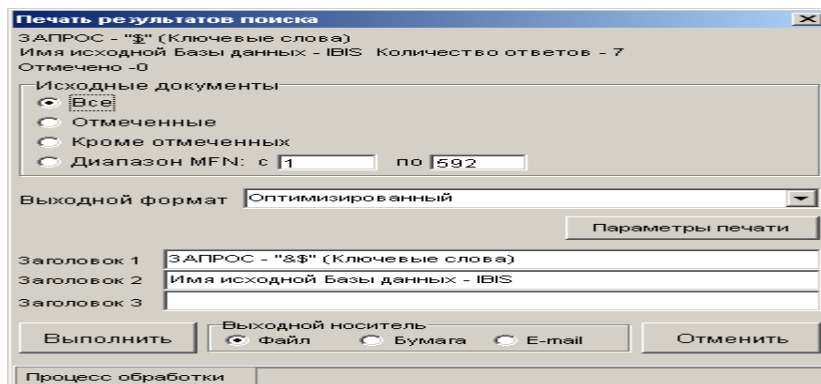 Печать результатов поиска
ЗАПРОС - "$" (Ключевые слова)
Имя исходной Базы данных - IBIS Количество ответов - 7
Отмечено -0
Исходные документы
Все
Отмеченные
Кроме отмеченных
Диапазон MFN: с 1 по 592
Выходной формат Оптимизированный
Параметры печати
Заголовок 1 ЗАПРОС - "&$" (Ключевые слова)
Заголовок 2 Имя исходной Базы данных - IBIS
Заголовок 3
Выходной носитель
Выполнить Файл Бумага E-mail Отменить
Процесс обработки